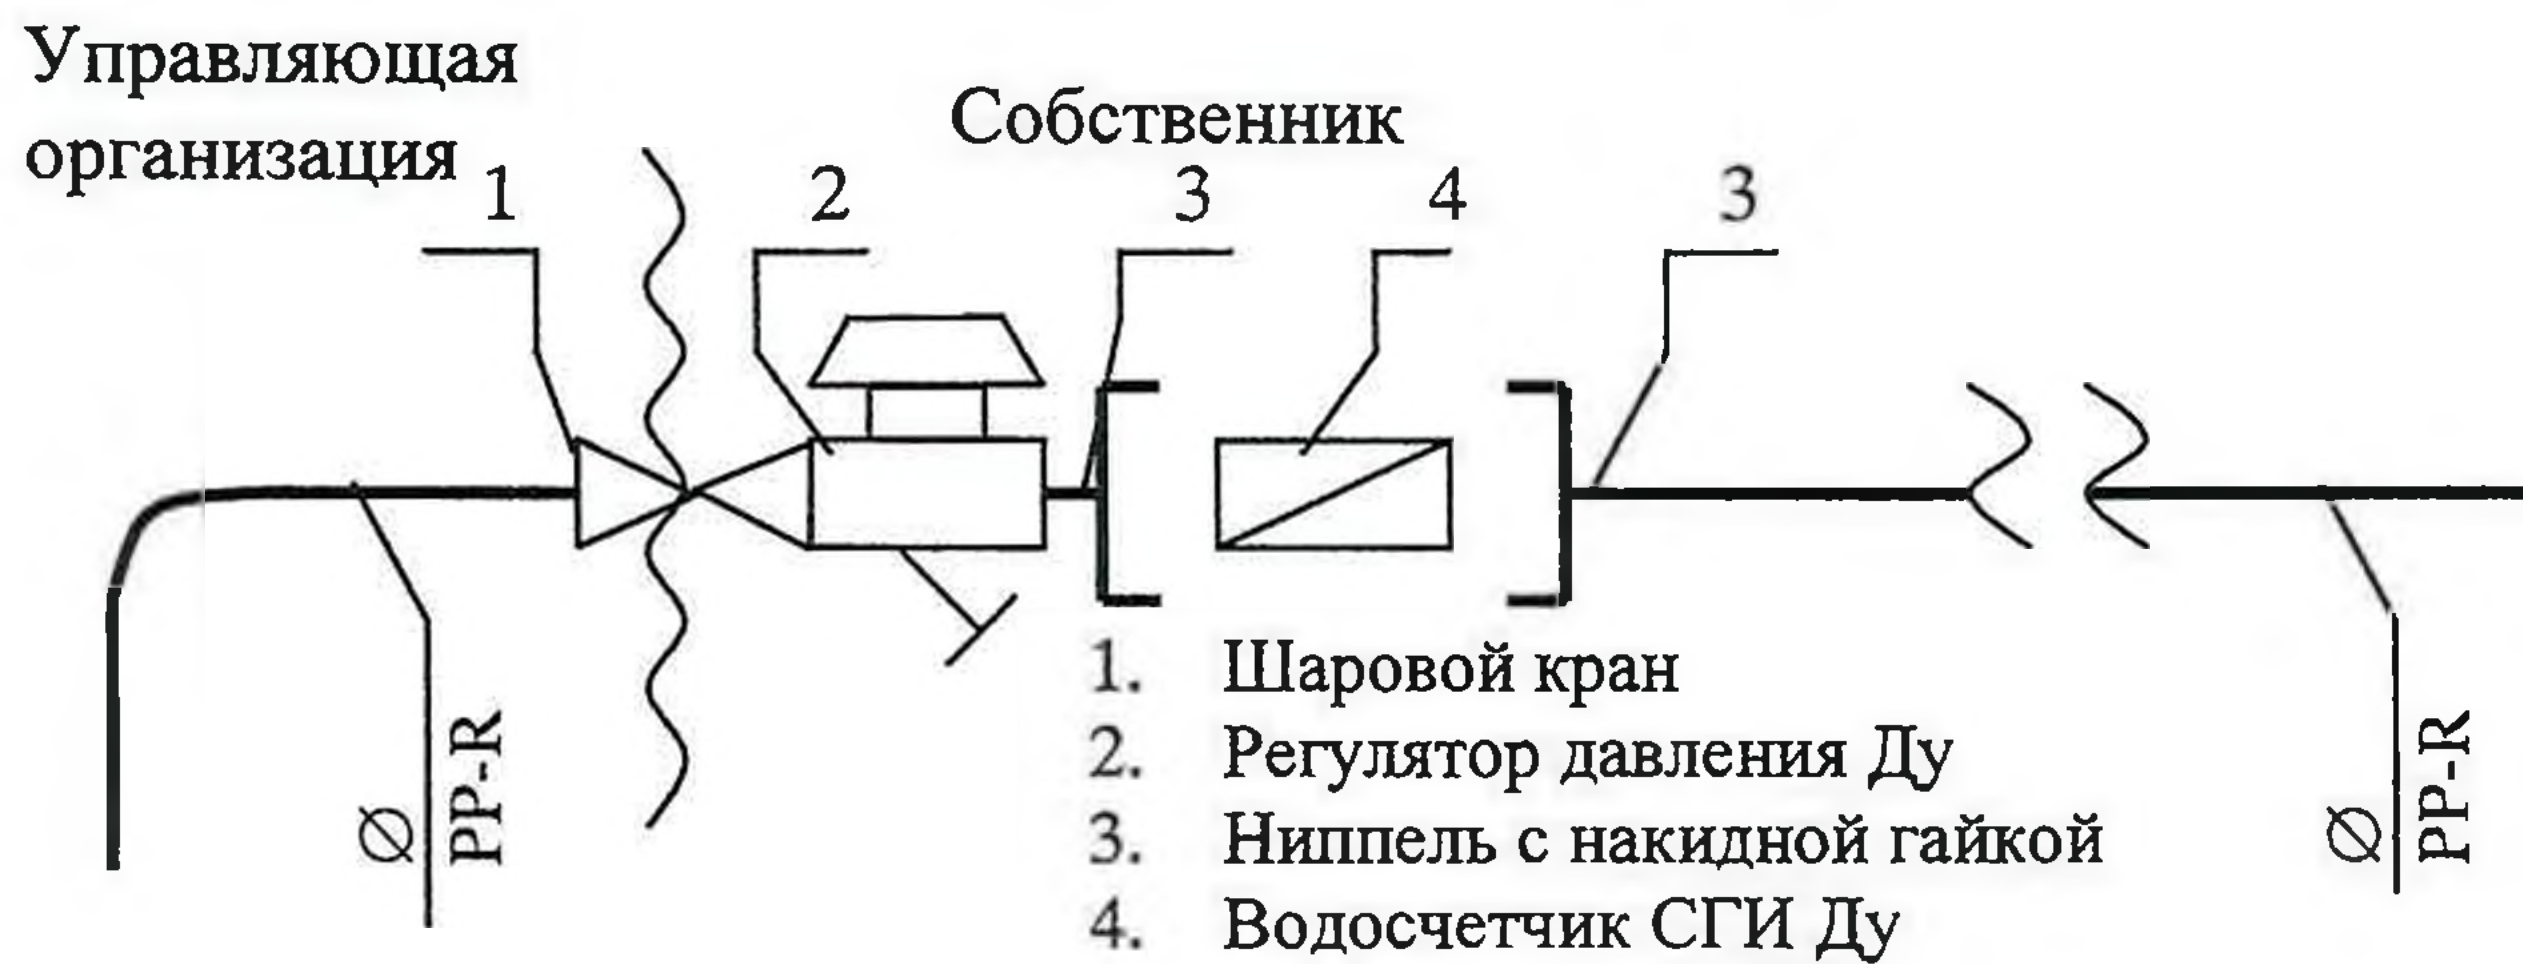 Управляющая
организация
Собственник
1
2
3
4
3
1. Шаровой кран
2. Регулятор давления Ду
3. Ниппель с накидной гайкой
4. Водосчетчик СГИ Ду
Ø
PP-R
Ø
PP-R